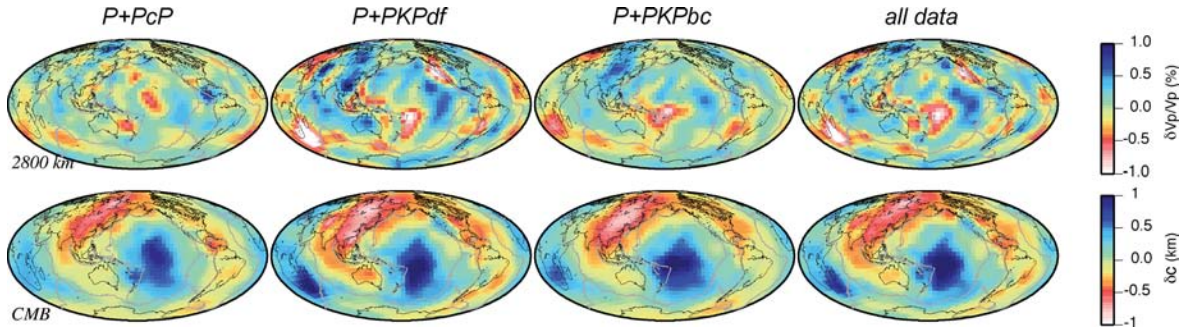 P+PcP P+PKPdf P+PKPbc all data
1.0
0.5
0.0
-0.5
-1.0
δVp/Vp (%)
2800 km
1
0.5
0
-0.5
-1
δc (km)
CMB